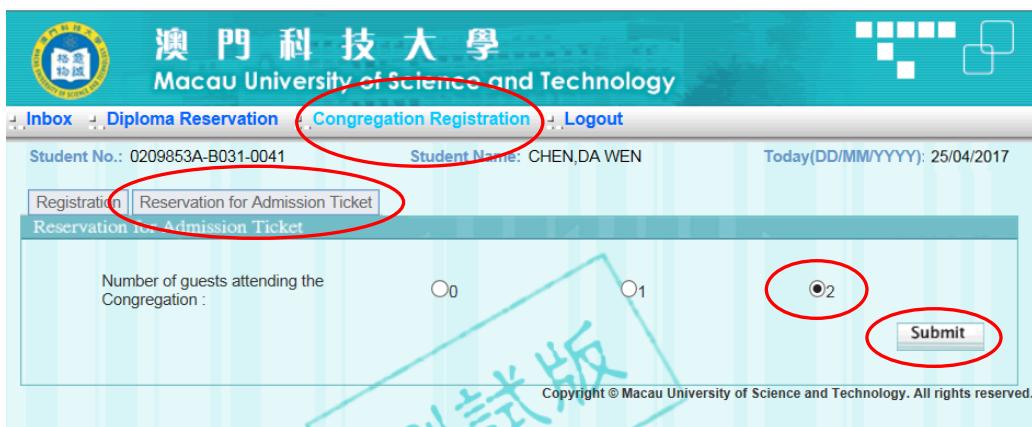 澳門科技大學
Macau University of Science and Technology
Inbox Diploma Reservation Congregation Registration Logout
Student No.: 0209853A-B031-0041 Student Name: CHEN,DA WEN Today(DD/MM/YYYY): 25/04/2017
Registration Reservation for Admission Ticket
Reservation for Admission Ticket
Number of guests attending the
Congregation :
0 1 2
Submit
試版
Copyright © Macau University of Science and Technology. All rights reserved.